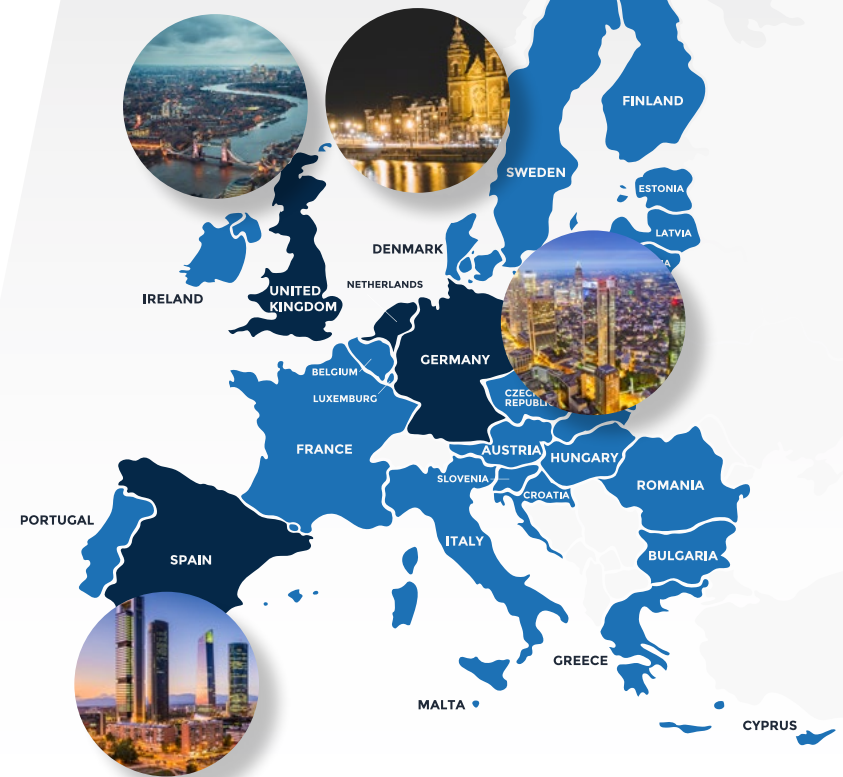 FINLAND
SWEDEN
ESTONIA
LATVIA
DENMARK
NETHERLANDS
IRELAND
UNITED
KINGDOM
GERMANY
BELGIUM
LUXEMBURG
FRANCE
AUSTRIA
HUNGARY
SLOVENIA
CROATIA
ROMANIA
PORTUGAL
SPAIN
ITALY
BULGARIA
GREECE
MALTA
CYPRUS